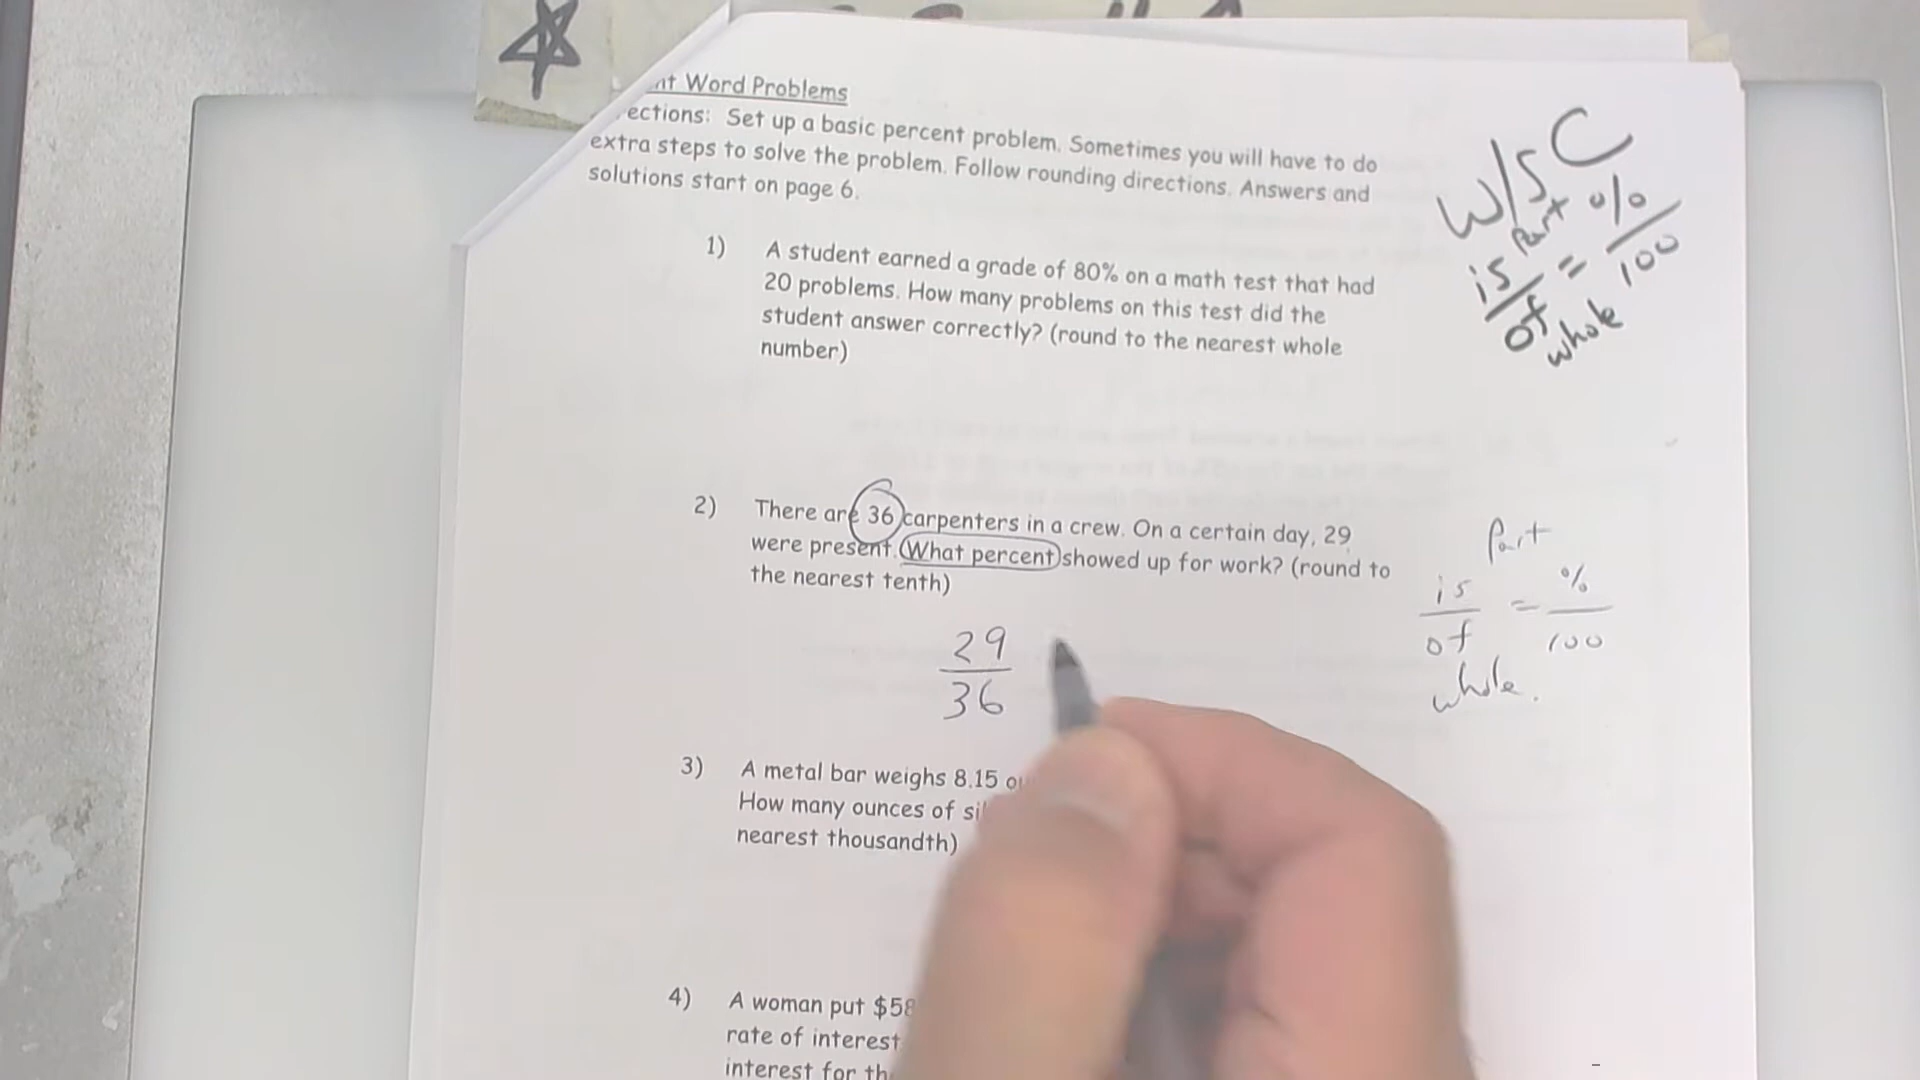 nt Word Problems
ections: Set up a basic percent problem. Sometimes you will have to do
extra steps to solve the problem. Follow rounding directions. Answers and
solutions start on page 6.
W/SC
Part %
is = 100
of
whole
1) A student earned a grade of 80% on a math test that had
20 problems. How many problems on this test did the
student answer correctly? (round to the nearest whole
number)
2) There are 36 carpenters in a crew. On a certain day, 29
were present. What percent showed up for work? (round to
the nearest tenth)
Part
is = %
of 100
whole.
29
36
3) A metal bar weighs 8.15
How many ounces of
nearest thousandth)
4) A woman put $58
rate of interest
interest for